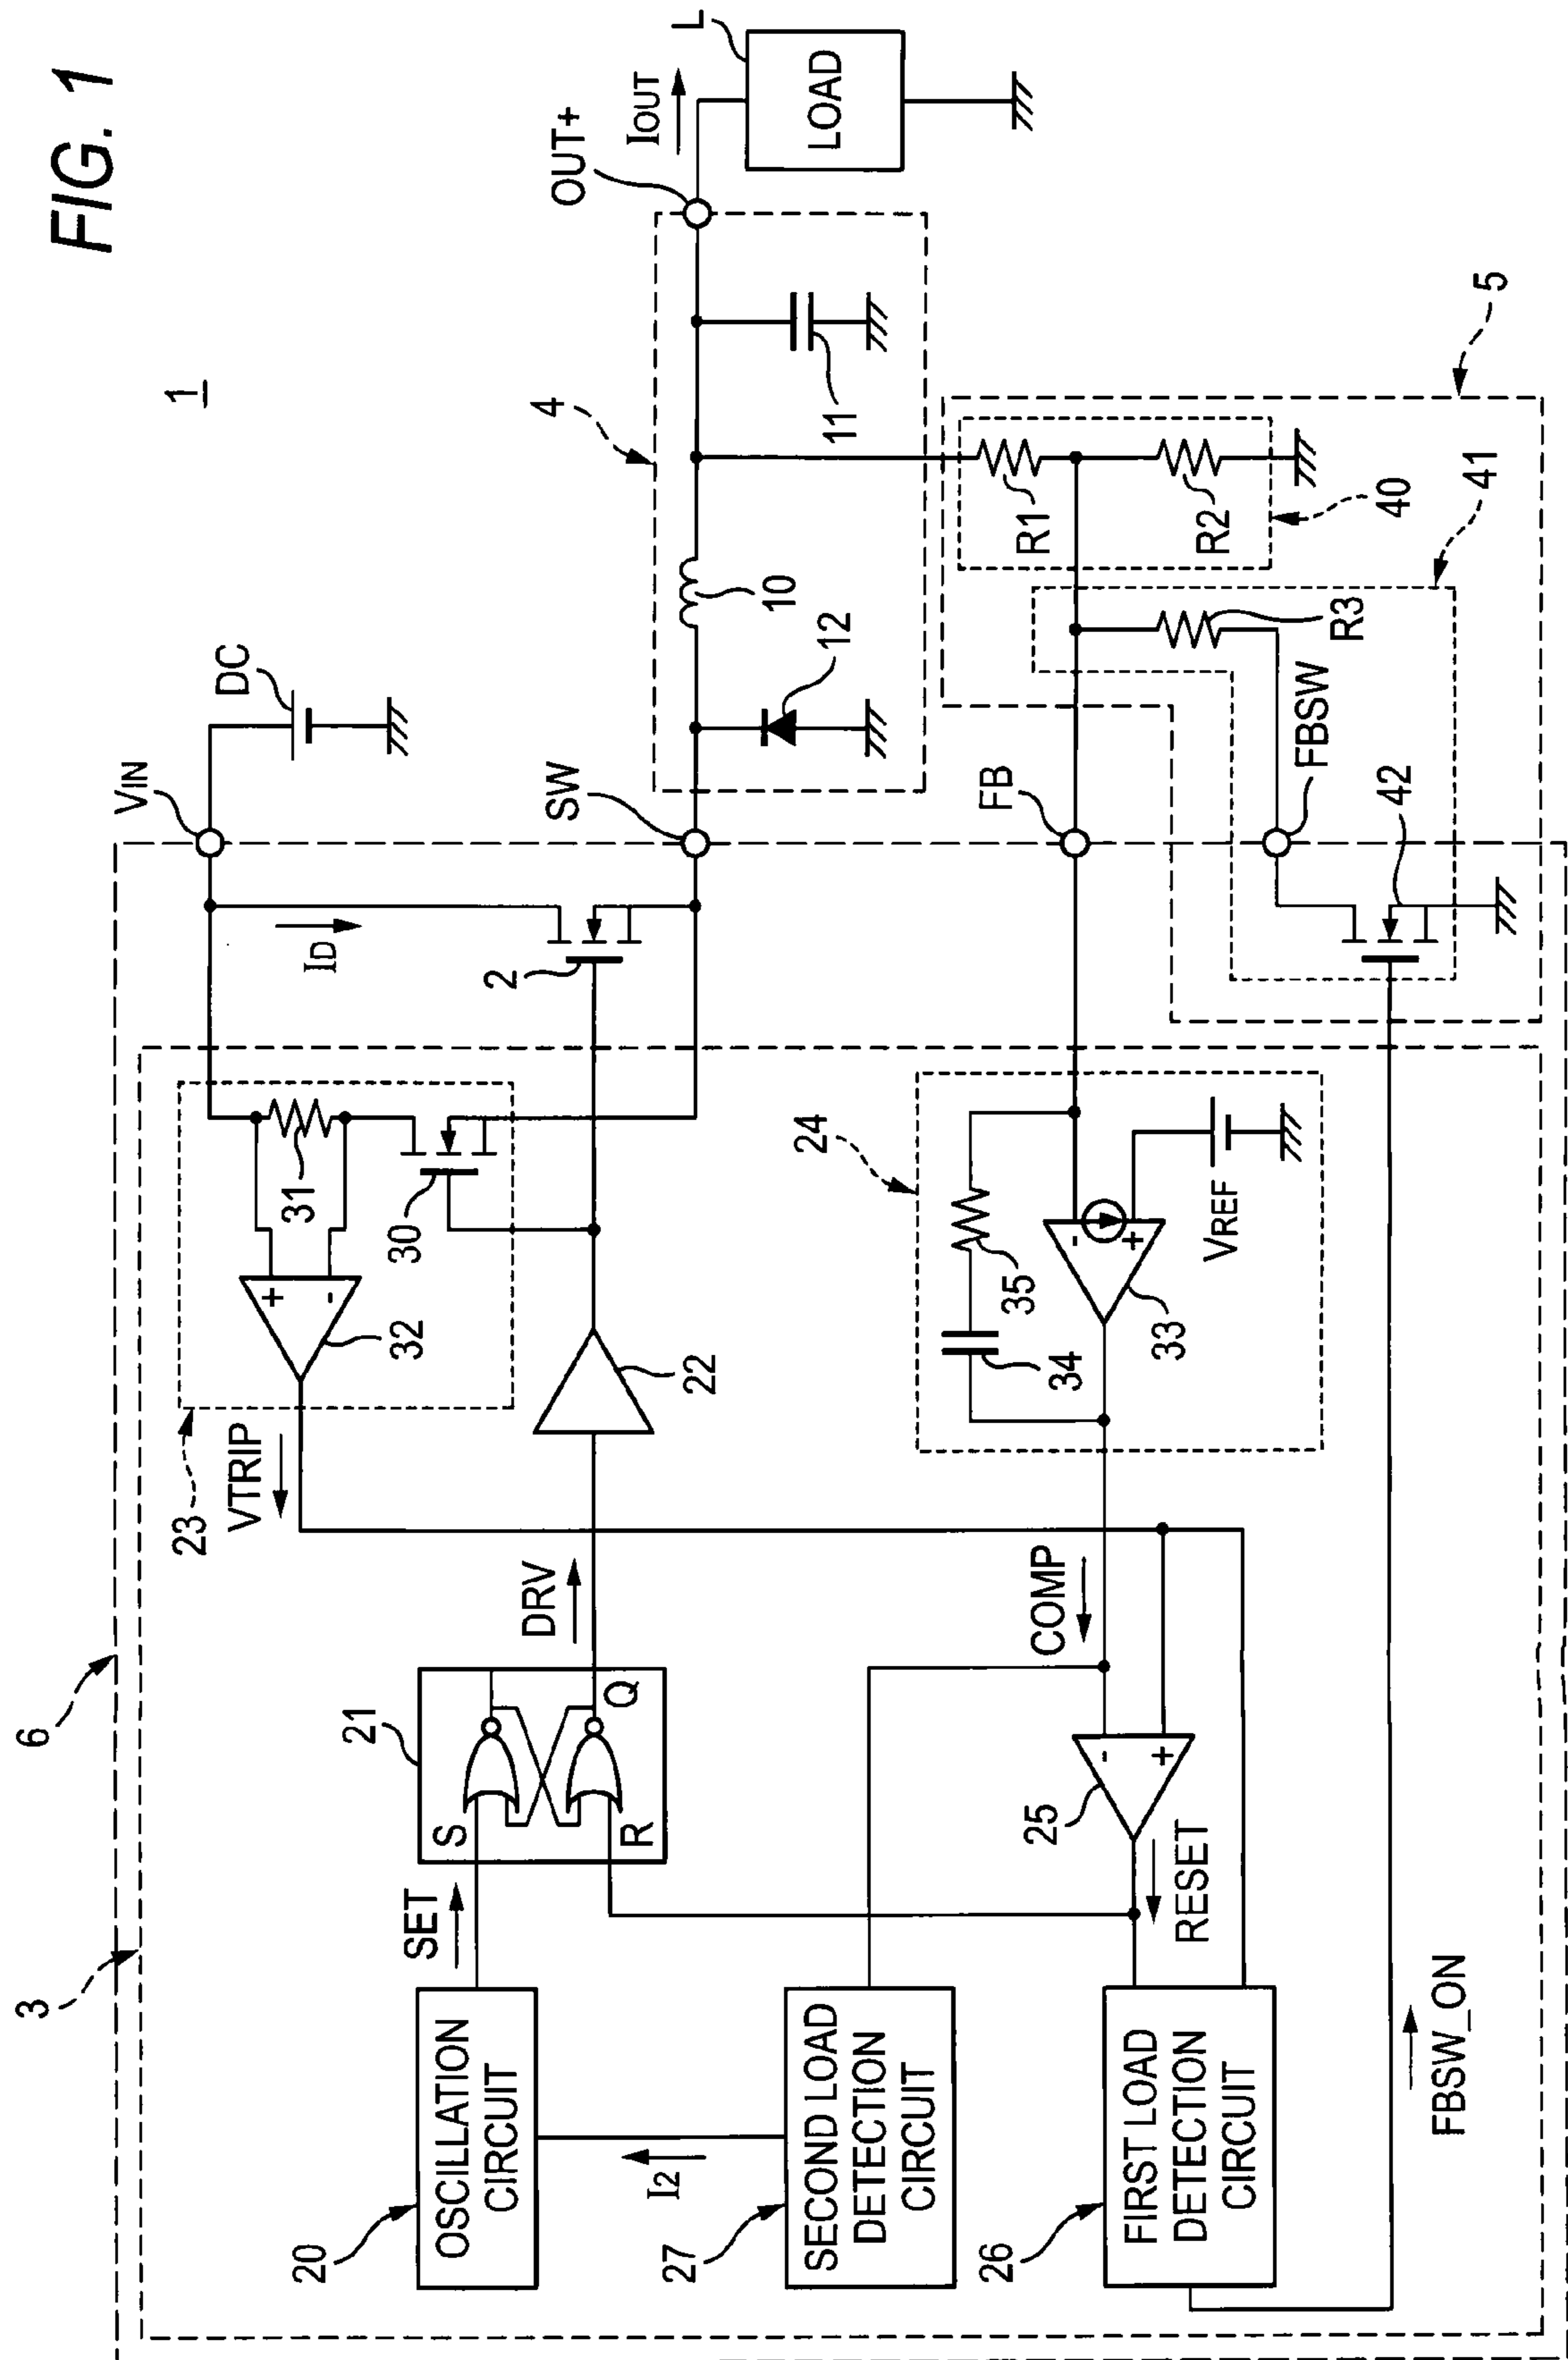 FIG. 1
1
6
3
20
OSCILLATION
CIRCUIT
SET
S
R
Q
21
DRV
22
23
VTRIP
32
+
-
31
30
ID
2
VIN
DC
SW
4
12
10
11
OUT+
IOUT
L
LOAD
I2
27
SECOND LOAD
DETECTION
CIRCUIT
26
FIRST LOAD
DETECTION
CIRCUIT
RESET
25
-
+
COMP
24
34
35
33
-
+
VREF
FB
FBSW
42
R3
R1
R2
40
41
5
FBSW_ON